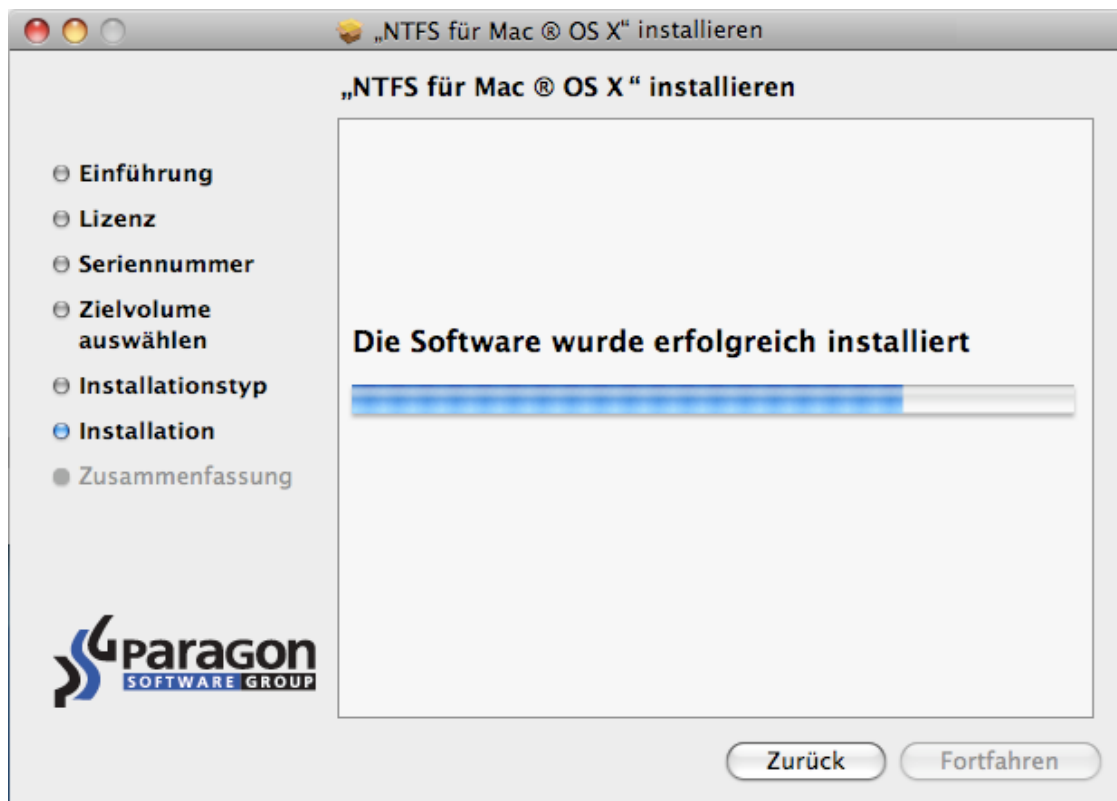 „NTFS für Mac ® OS X“ installieren
„NTFS für Mac ® OS X“ installieren
Einführung
Lizenz
Seriennummer
Zielvolume
auswählen
Installationstyp
Installation
Zusammenfassung
Die Software wurde erfolgreich installiert
Paragon
SOFTWARE GROUP
Zurück
Fortfahren